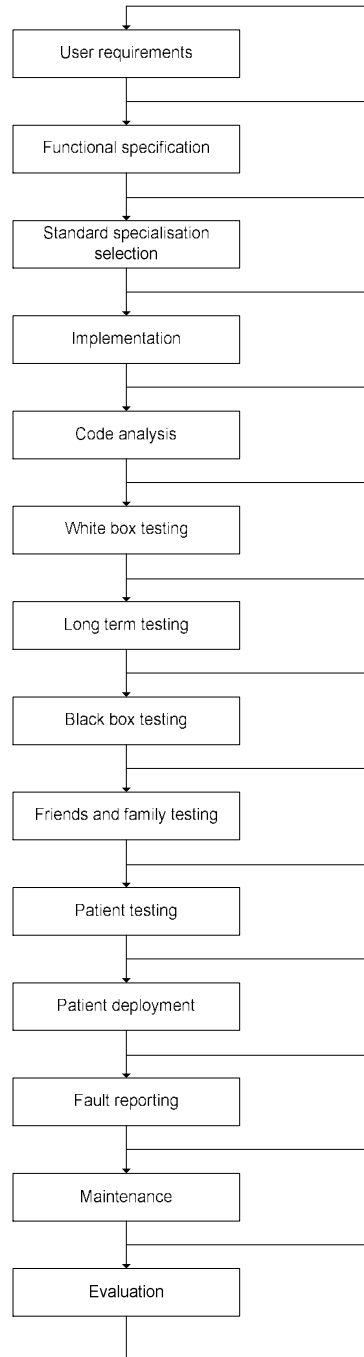 User requirements
Functional specification
Standard specialisation
selection
Implementation
Code analysis
White box testing
Long term testing
Black box testing
Friends and family testing
Patient testing
Patient deployment
Fault reporting
Maintenance
Evaluation